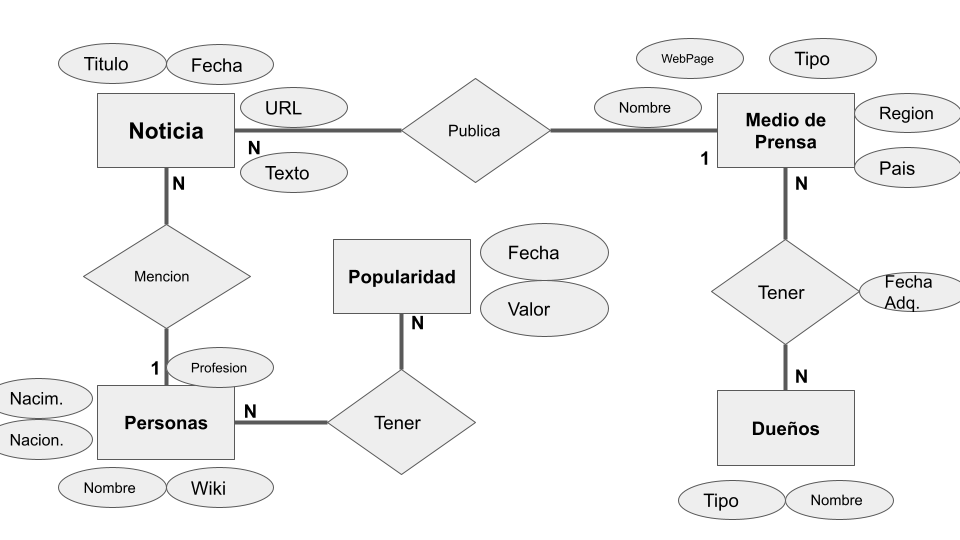 WebPage
Tipo
Titulo
Fecha
URL
Nombre
Region
Noticia
Publica
Medio de
Prensa
N
1
Texto
Pais
N
N
Mencion
Popularidad
Fecha
Valor
Tener
Fecha
Adq.
N
1
Profesion
N
Nacim.
Nacion.
Personas
N
Tener
Dueños
Nombre
Wiki
Tipo
Nombre